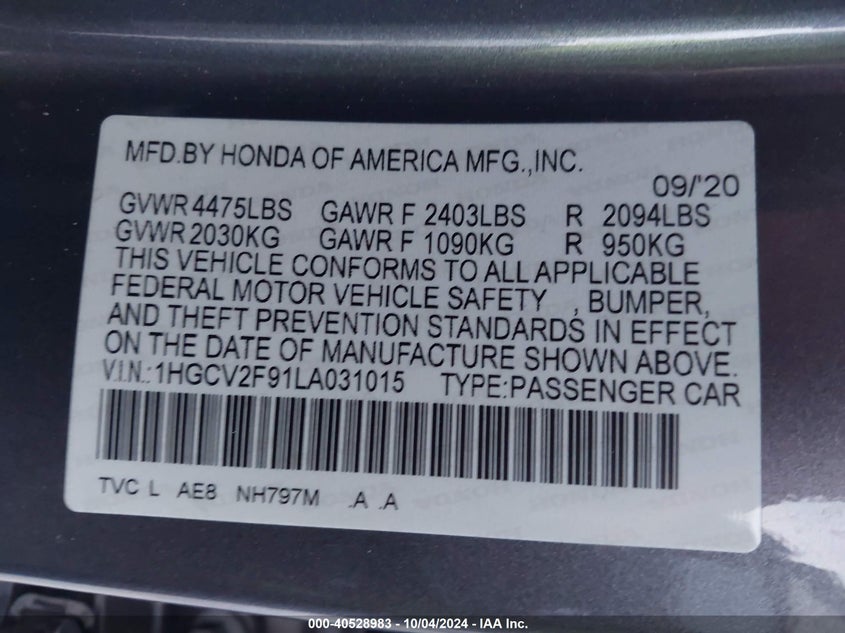 MFD.BY HONDA OF AMERICA MFG.,INC.
09/'20
GVWR 4475LBS GAWR F 2403LBS R 2094LBS
GVWR 2030KG GAWR F 1090KG R 950KG
THIS VEHICLE CONFORMS TO ALL APPLICABLE
FEDERAL MOTOR VEHICLE SAFETY , BUMPER,
AND THEFT PREVENTION STANDARDS IN EFFECT
ON THE DATE OF MANUFACTURE SHOWN ABOVE.
V.I.N.:1HGCV2F91LA031015 TYPE:PASSENGER CAR
TVC L AE8 NH797M .A .A
000-40528983 - 10/04/2024 - IAA Inc.